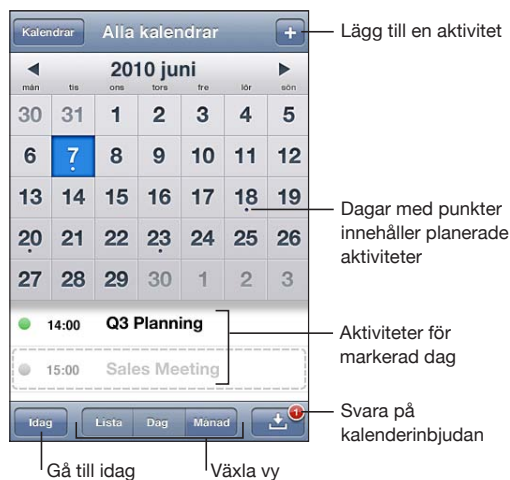 Kalendrar Alla kalendrar +
Lägg till en aktivitet
2010 juni
mån tis ons tors fre lör sön
30 31 1 2 3 4 5
6 7 8 9 10 11 12
13 14 15 16 17 18 19
20 21 22 23 24 25 26
27 28 29 30 1 2 3
Dagar med punkter
innehåller planerade
aktiviteter
14:00 Q3 Planning
15:00 Sales Meeting
Aktiviteter för
markerad dag
Idag Lista Dag Månad 1
Svara på
kalenderinbjudan
Gå till idag
Växla vy